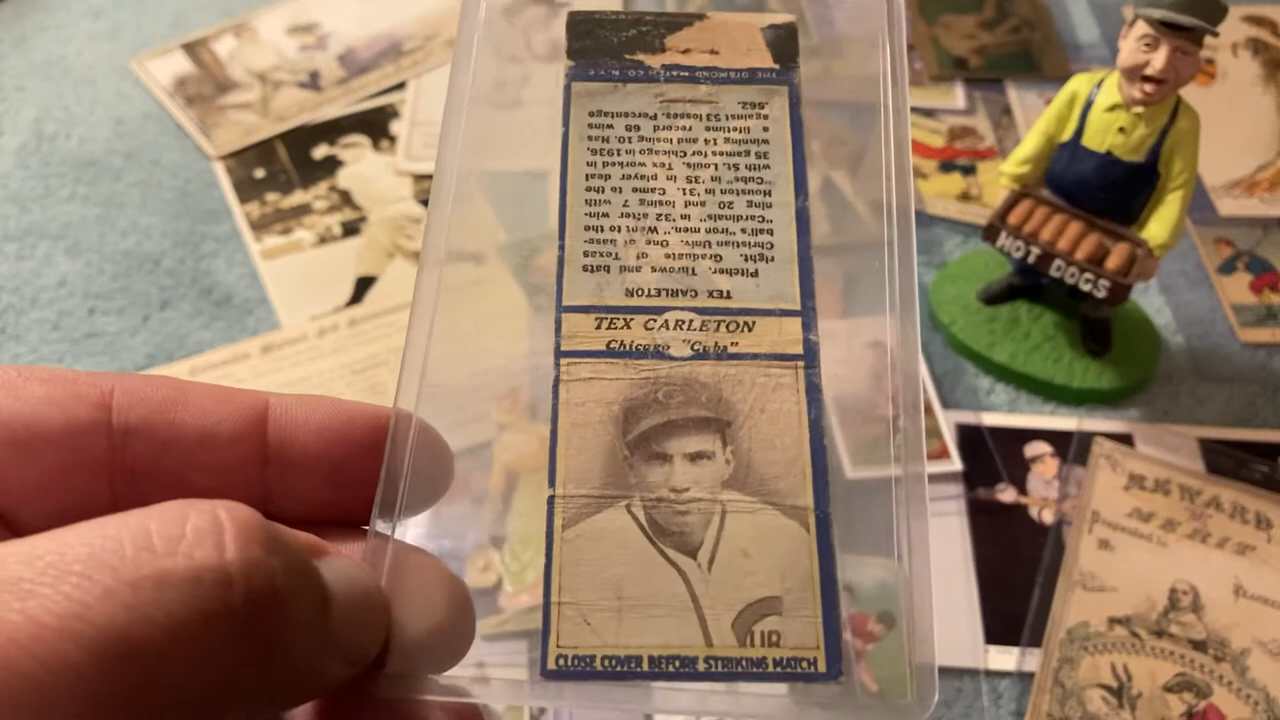 THE DIAMOND MATCH CO. N.Y.C.
TEX CARLETON
Pitcher. Throws and bats
right. Graduate of Texas
Christian Univ. One of base-
ball's "iron men." Went to the
"Cardinals" in '32 after win-
ning 20 and losing 7 with
Houston in '31. Came to the
"Cubs" in '35 in player deal
with St. Louis. Tex worked in
35 games for Chicago in 1936,
winning 14 and losing 10. Has
a lifetime record 68 wins
against 53 losses. Percentage
.562.
TEX CARLETON
Chicago "Cubs"
C
UB
CLOSE COVER BEFORE STRIKING MATCH
HOT DOGS
REWARD
MERIT
Presented to